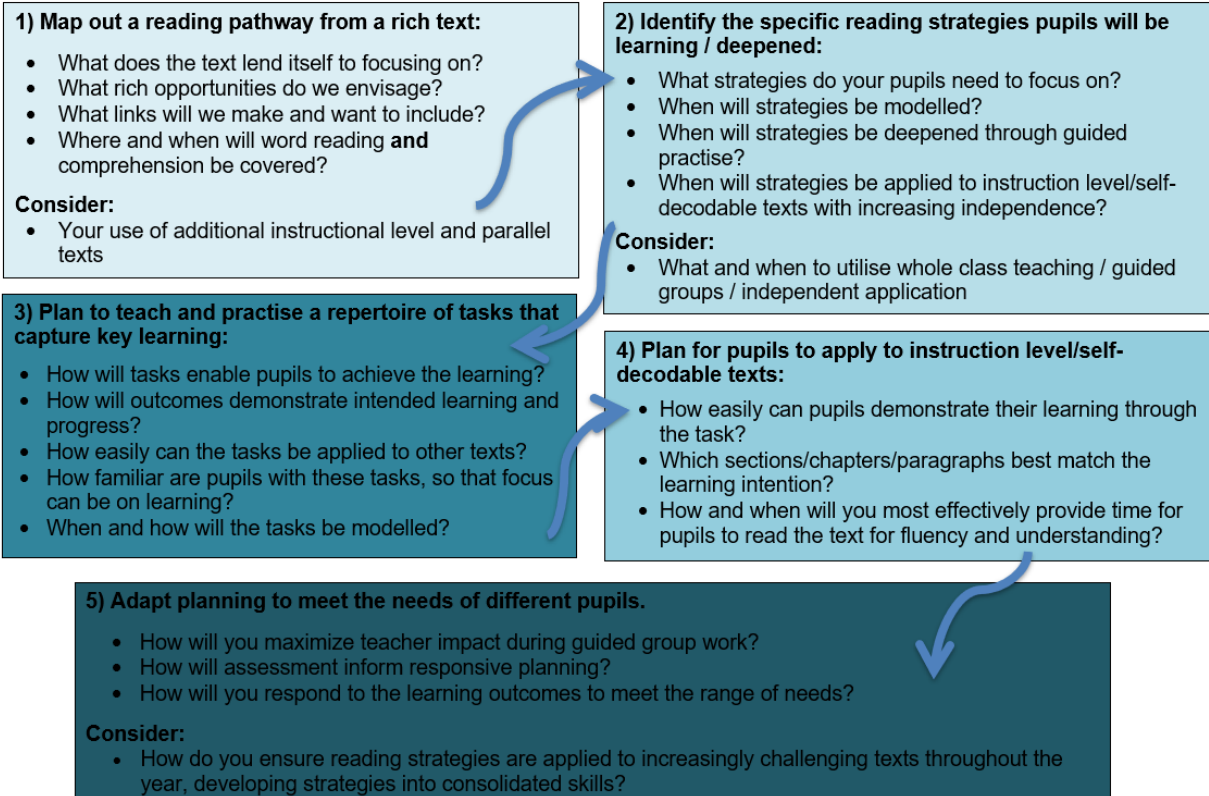 1) Map out a reading pathway from a rich text:
• What does the text lend itself to focusing on?
• What rich opportunities do we envisage?
• What links will we make and want to include?
• Where and when will word reading and
comprehension be covered?
Consider:
• Your use of additional instructional level and parallel
texts
2) Identify the specific reading strategies pupils will be
learning / deepened:
• What strategies do your pupils need to focus on?
• When will strategies be modelled?
• When will strategies be deepened through guided
practise?
• When will strategies be applied to instruction level/self-
decodable texts with increasing independence?
Consider:
• What and when to utilise whole class teaching / guided
groups / independent application
3) Plan to teach and practise a repertoire of tasks that
capture key learning:
• How will tasks enable pupils to achieve the learning?
• How will outcomes demonstrate intended learning and
progress?
• How easily can the tasks be applied to other texts?
• How familiar are pupils with these tasks, so that focus
can be on learning?
• When and how will the tasks be modelled?
4) Plan for pupils to apply to instruction level/self-
decodable texts:
• How easily can pupils demonstrate their learning through
the task?
• Which sections/chapters/paragraphs best match the
learning intention?
• How and when will you most effectively provide time for
pupils to read the text for fluency and understanding?
5) Adapt planning to meet the needs of different pupils.
• How will you maximize teacher impact during guided group work?
• How will assessment inform responsive planning?
• How will you respond to the learning outcomes to meet the range of needs?
Consider:
• How do you ensure reading strategies are applied to increasingly challenging texts throughout the
year, developing strategies into consolidated skills?